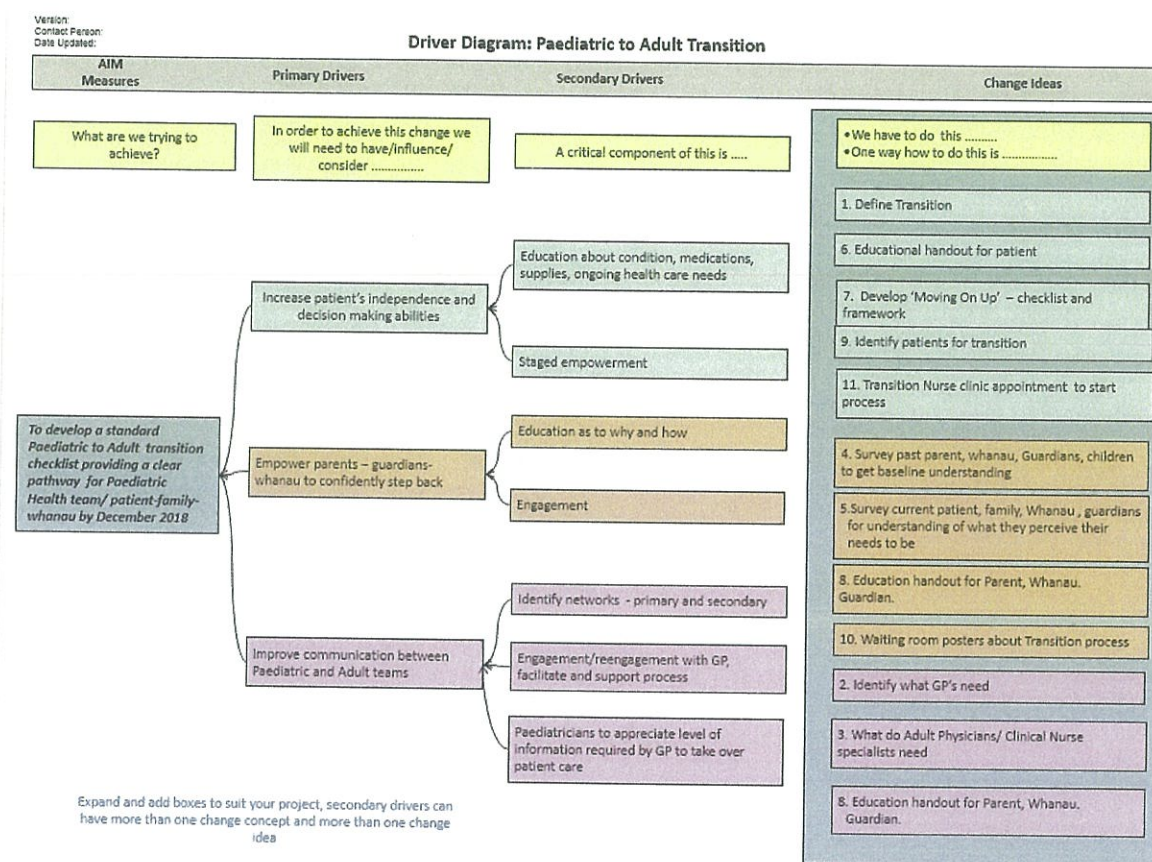 Version:
Contact Person:
Date Updated:
Driver Diagram: Paediatric to Adult Transition
AIM
Measures
Primary Drivers
Secondary Drivers
Change Ideas
What are we trying to
achieve?
In order to achieve this change we
will need to have/influence/
consider ...............
A critical component of this is .....
•We have to do this ..........
•One way how to do this is ................
To develop a standard
Paediatric to Adult transition
checklist providing a clear
pathway for Paediatric
Health team/ patient-family-
whanau by December 2018
Increase patient's independence and
decision making abilities
Empower parents – guardians-
whanau to confidently step back
Improve communication between
Paediatric and Adult teams
Education about condition, medications,
supplies, ongoing health care needs
Staged empowerment
Education as to why and how
Engagement
Identify networks - primary and secondary
Engagement/reengagement with GP,
facilitate and support process
Paediatricians to appreciate level of
information required by GP to take over
patient care
1. Define Transition
6. Educational handout for patient
7. Develop 'Moving On Up' – checklist and
framework
9. Identify patients for transition
11. Transition Nurse clinic appointment to start
process
4. Survey past parent, whanau, Guardians, children
to get baseline understanding
5.Survey current patient, family, Whanau , guardians
for understanding of what they perceive their
needs to be
8. Education handout for Parent, Whanau.
Guardian.
10. Waiting room posters about Transition process
2. Identify what GP's need
3. What do Adult Physicians/ Clinical Nurse
specialists need
8. Education handout for Parent, Whanau.
Guardian.
Expand and add boxes to suit your project, secondary drivers can
have more than one change concept and more than one change
idea